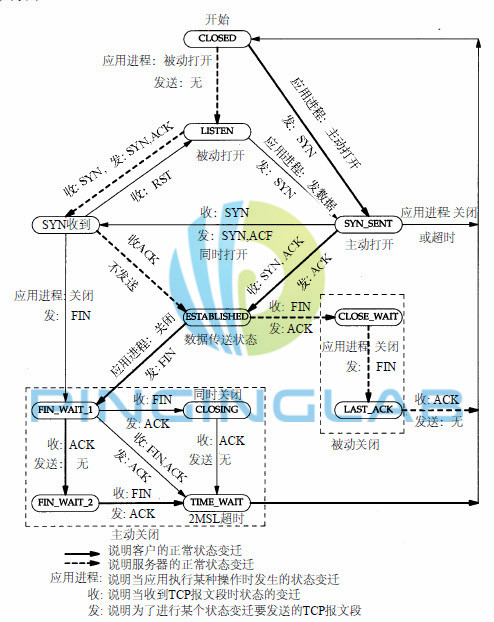 开始
CLOSED
应用进程: 被动打开
发送: 无
应用进程: 主动打开
发: SYN
LISTEN
被动打开
收: SYN, 发: SYN,ACK
收: RST
应用进程: 发数据
发: SYN
SYN收到
收: SYN
发: SYN,ACF
同时打开
SYN_SENT
主动打开
应用进程:关闭
或超时
收ACK
不发送
收: SYN, ACK
发: ACK
应用进程: 关闭
发: FIN
ESTABLISHED
数据传送状态
收: FIN
发: ACK
CLOSE_WAIT
应用进程: 关闭
发: FIN
LAST_ACK
收: ACK
发送: 无
被动关闭
应用进程: 关闭
发: FIN
PINGINGLAB
FIN_WAIT_1
收: FIN
发: ACK
同时关闭
CLOSING
收: ACK
发送: 无
收: FIN,ACK
发: ACK
收: ACK
发送 无
FIN_WAIT_2
收: FIN
发: ACK
TIME_WAIT
2MSL超时
主动关闭
说明客户的正常状态变迁
说明服务器的正常状态变迁
应用进程: 说明当应用执行某种操作时发生的状态变迁
收: 说明当收到TCP报文段时状态的变迁
发: 说明为了进行某个状态变迁要发送的TCP报文段